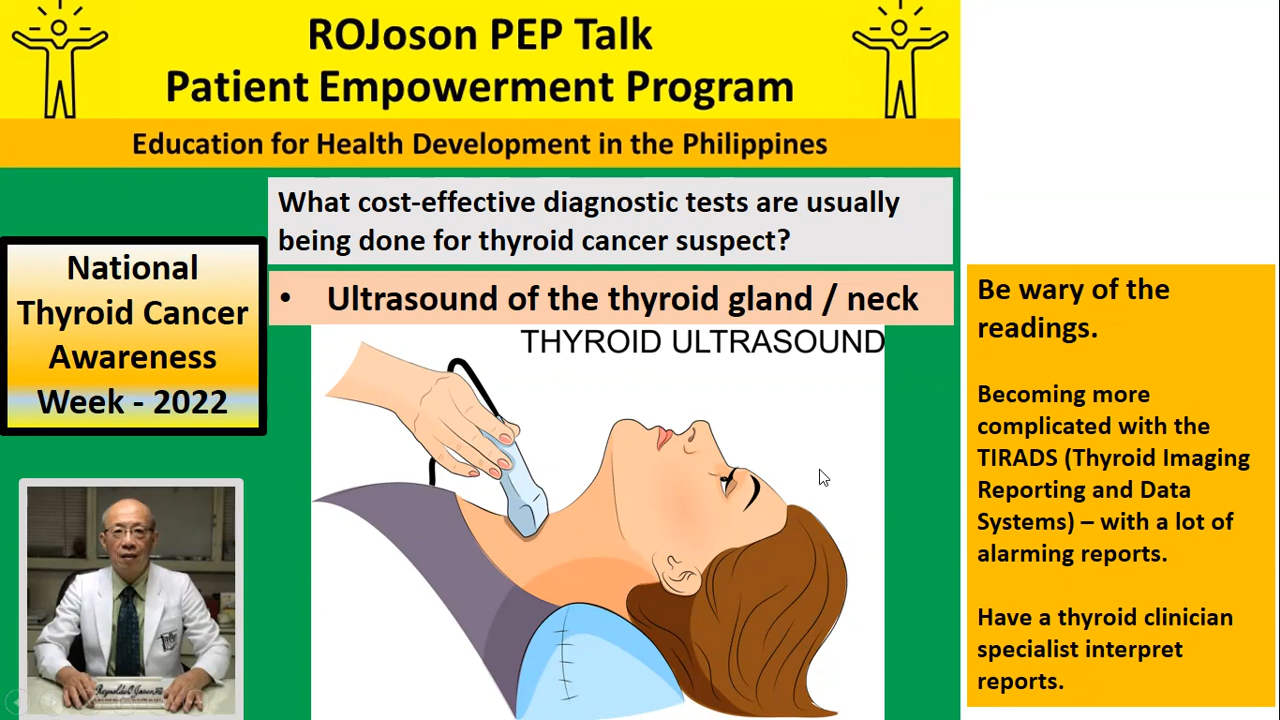 ROJoson PEP Talk
Patient Empowerment Program
Education for Health Development in the Philippines
What cost-effective diagnostic tests are usually
being done for thyroid cancer suspect?
• Ultrasound of the thyroid gland / neck
National
Thyroid Cancer
Awareness
Week - 2022
THYROID ULTRASOUND
Be wary of the
readings.
Becoming more
complicated with the
TIRADS (Thyroid Imaging
Reporting and Data
Systems) – with a lot of
alarming reports.
Have a thyroid clinician
specialist interpret
reports.